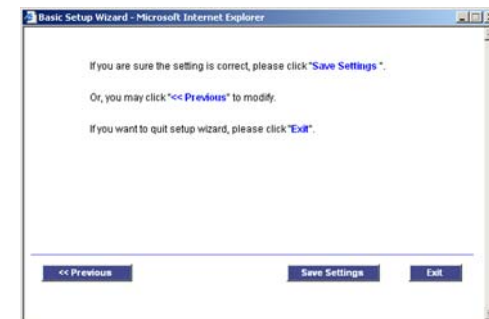 Basic Setup Wizard - Microsoft Internet Explorer
If you are sure the setting is correct, please click "Save Settings ".
Or, you may click "<< Previous" to modify.
If you want to quit setup wizard, please click "Exit".
<< Previous Save Settings Exit